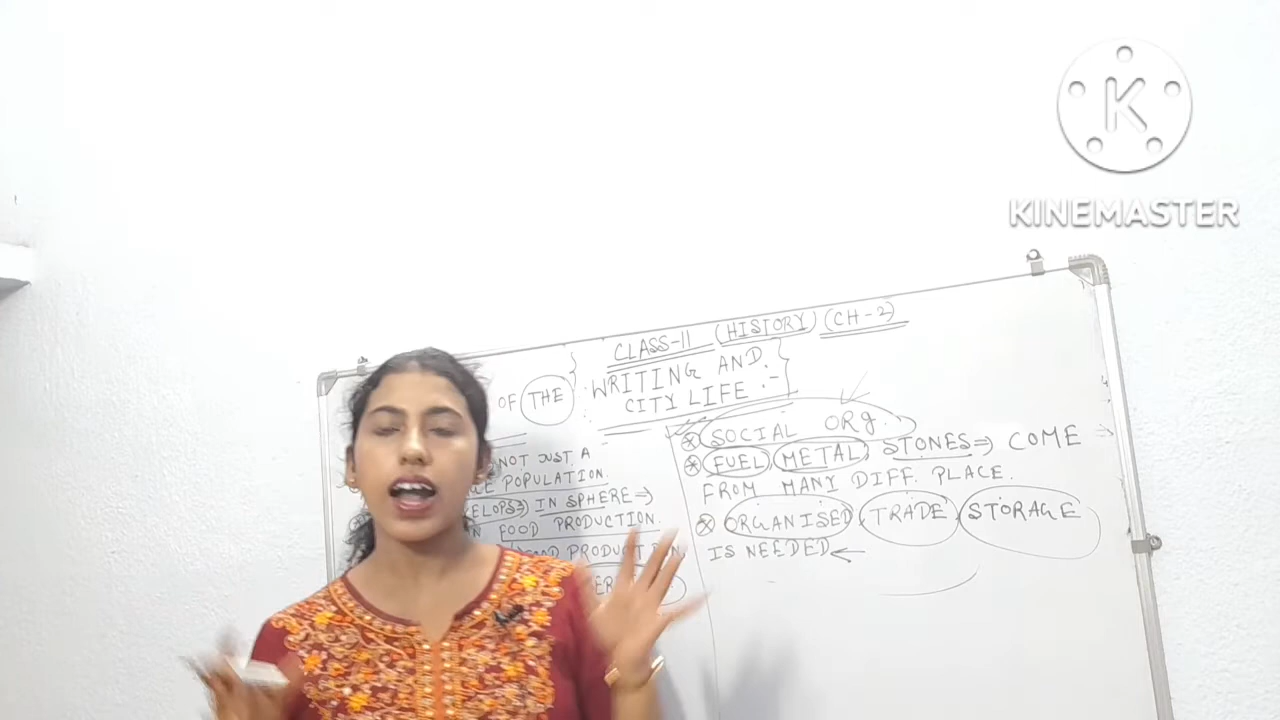 K
KINEMASTER
CLASS-11 (HISTORY) (CH-2)
OF THE
WRITING AND
CITY LIFE :-
NOT JUST A
POPULATION.
IN SPHERE ⇒
FOOD PRODUCTION.
PRODUCTION,
⊛ SOCIAL ORG.
⊛ FUEL METAL, STONES ⇒ COME
FROM MANY DIFF. PLACE.
⊛ ORGANISED TRADE STORAGE
IS NEEDED ←